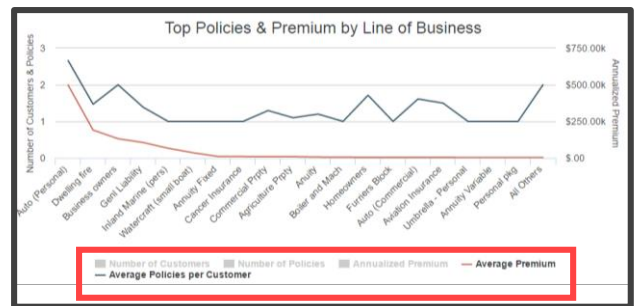 Top Policies & Premium by Line of Business
Number of Customers & Policies
3
2
1
0
$750.00k
$500.00k
$250.00k
$.00
Annualized Premium
Auto (Personal)
Dwelling fire
Business owners
Genl Liability
Inland Marine (pers)
Watercraft (small boat)
Annuity Fixed
Cancer Insurance
Commercial Prpty
Agriculture Prpty
Anuity
Boiler and Mach
Homeowners
Furriers Block
Auto (Commercial)
Aviation Insurance
Umbrella - Personal
Annuity Variable
Personal pkg
All Others
Number of Customers Number of Policies Annualized Premium Average Premium
Average Policies per Customer